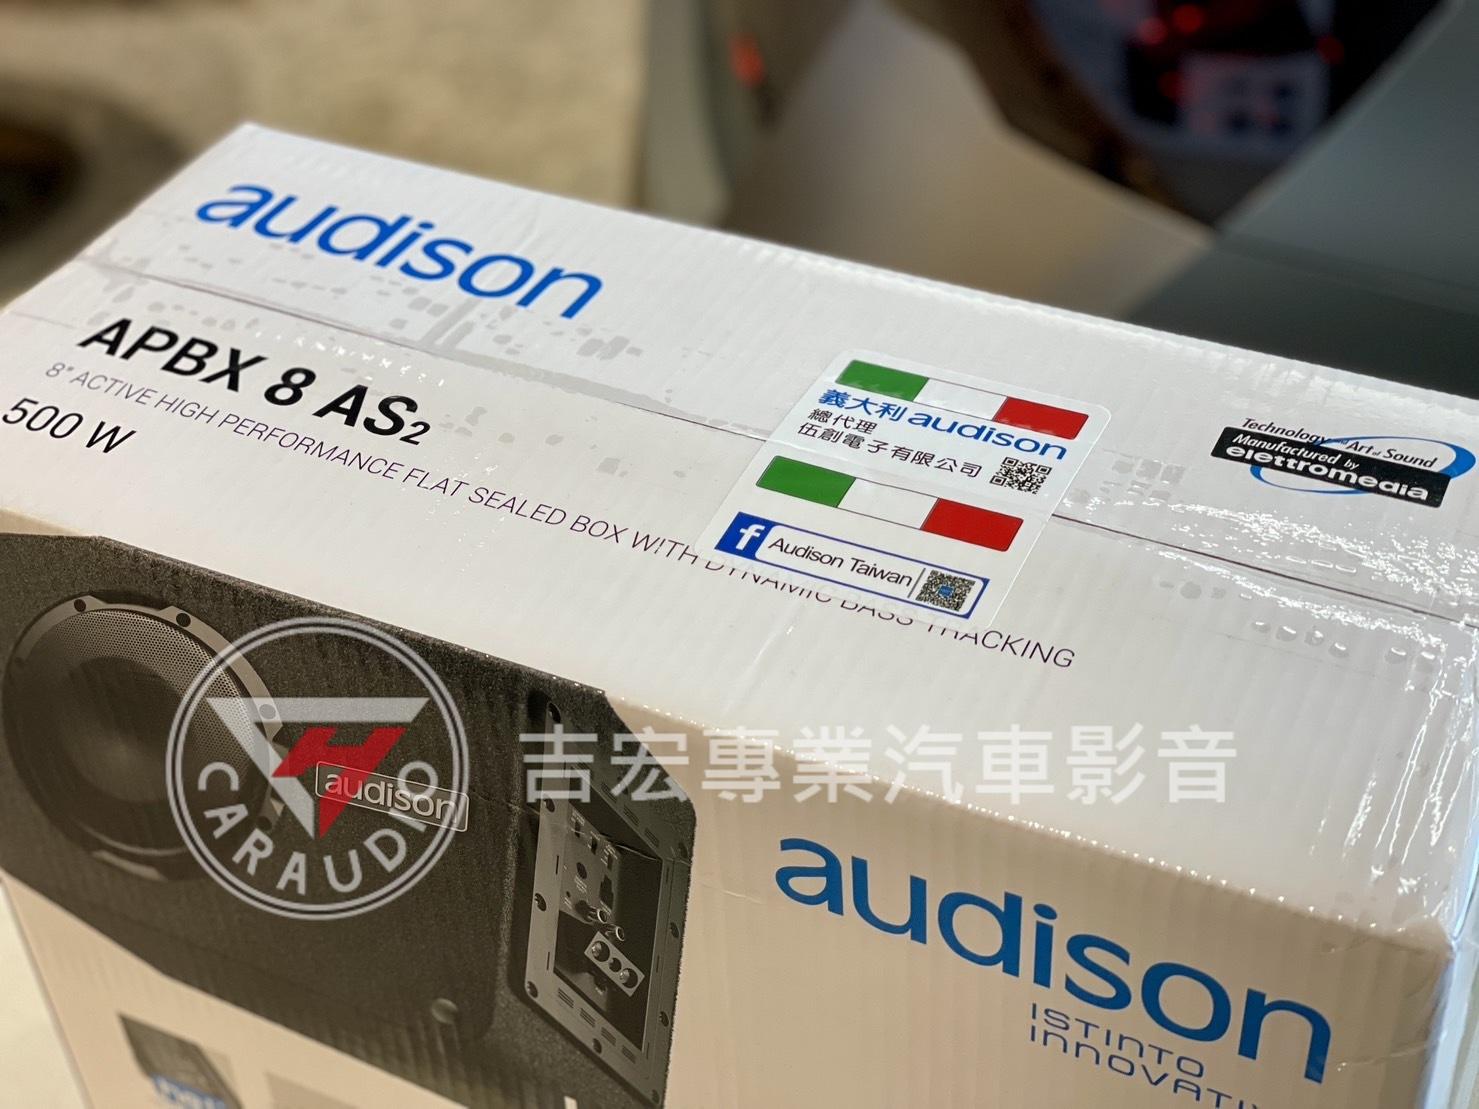 audison
APBX 8 AS2
8" ACTIVE HIGH PERFORMANCE FLAT SEALED BOX WITH DYNAMIC BASS TRACKING
500 W
義大利 audison
總代理
伍創電子有限公司
f Audison Taiwan
Technology and Art of Sound
Manufactured by
elettromedia
audison
CARAUDIO
吉宏專業汽車影音
audison
ISTINTO
INNOVATI